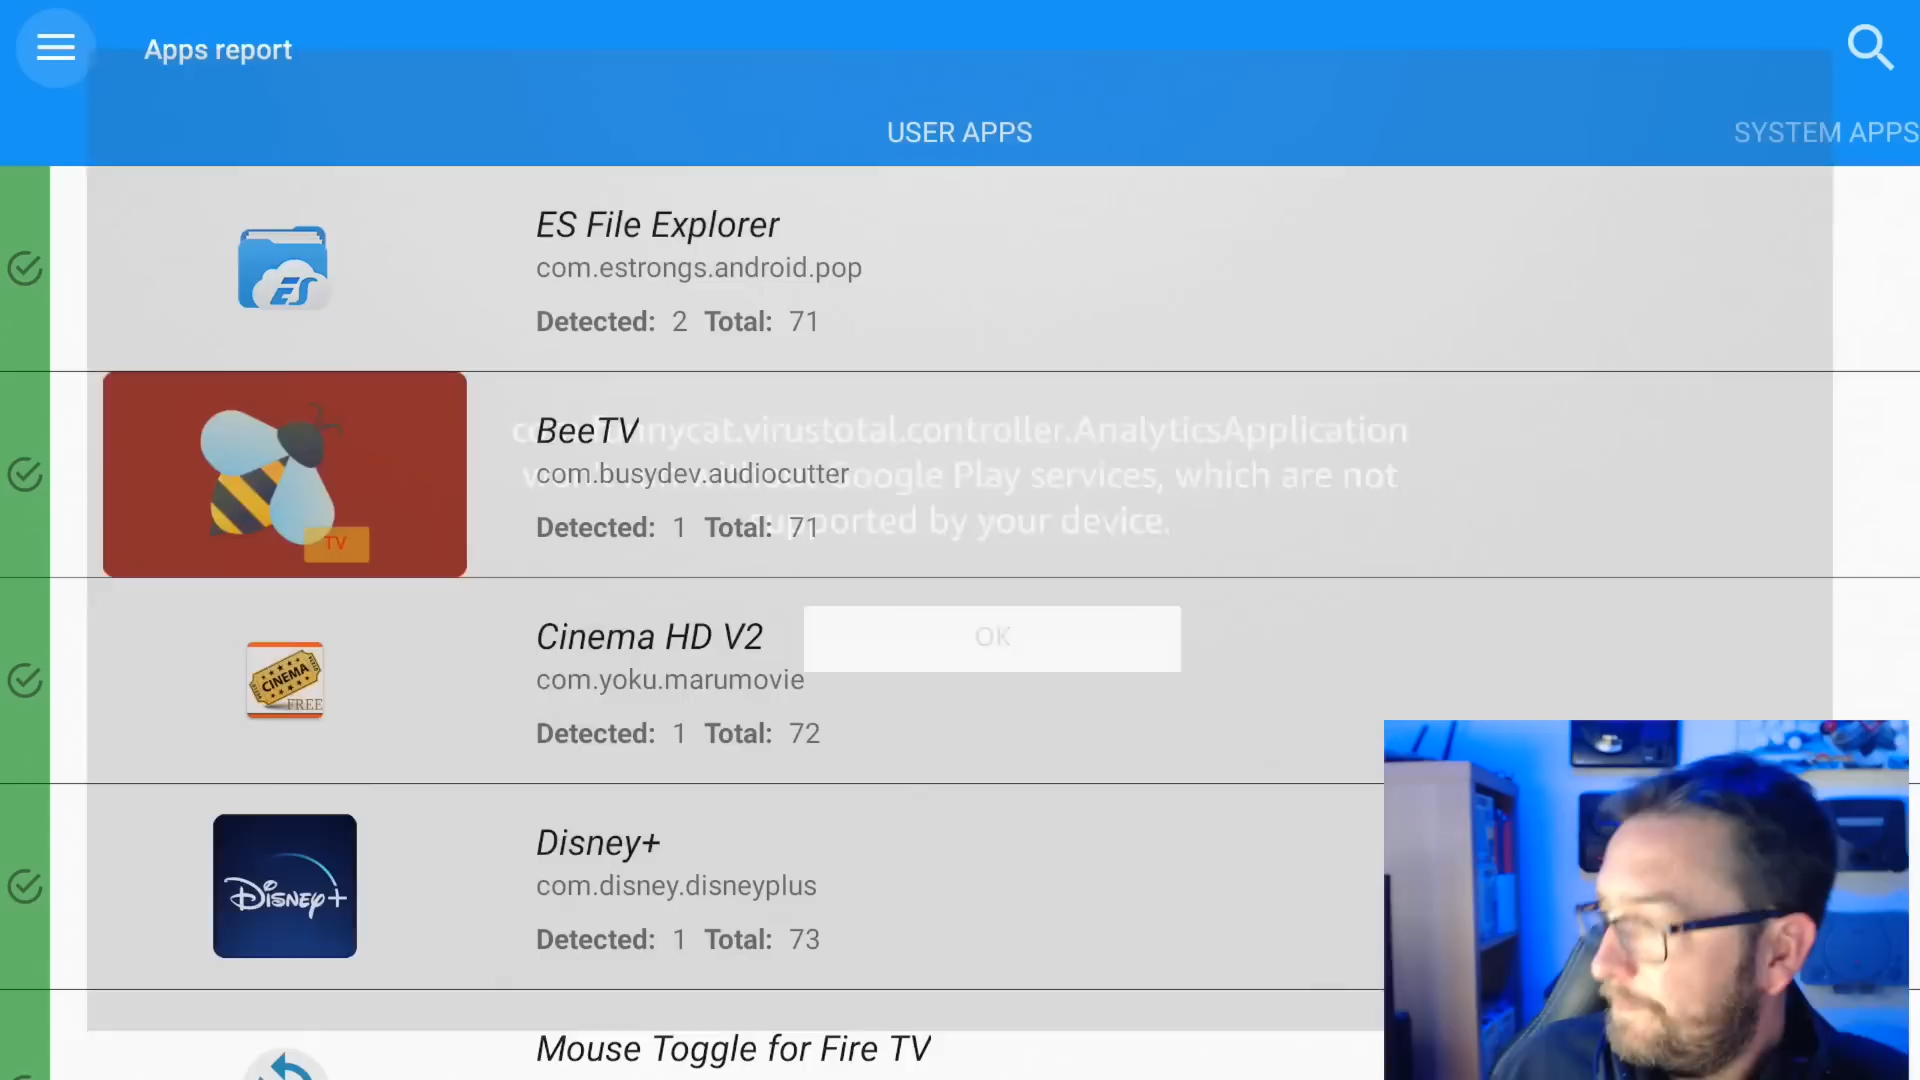 Apps report
USER APPS
SYSTEM APPS
ES File Explorer
com.estrongs.android.pop
Detected: 2 Total: 71
ES
BeeTV
com.busydev.audiocutter
Detected: 1 Total: 71
TV
nnycat.virustotal.controller.AnalyticsApplication
Google Play services, which are not
supported by your device.
OK
Cinema HD V2
com.yoku.marumovie
Detected: 1 Total: 72
CINEMA
FREE
Disney+
com.disney.disneyplus
Detected: 1 Total: 73
Disney+
Mouse Toggle for Fire TV